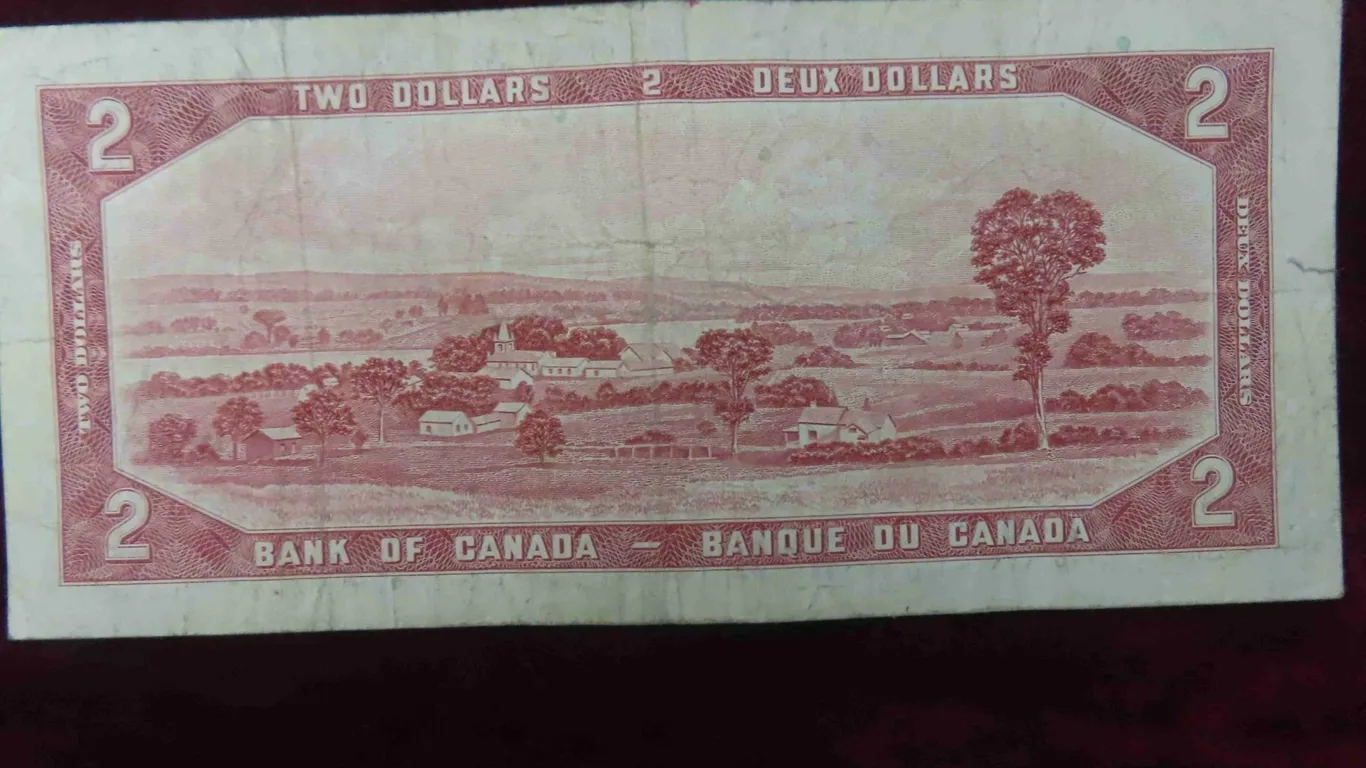 TWO DOLLARS 2 DEUX DOLLARS
2 2
TWO DOLLARS
DEUX DOLLARS
2 2
BANK OF CANADA — BANQUE DU CANADA